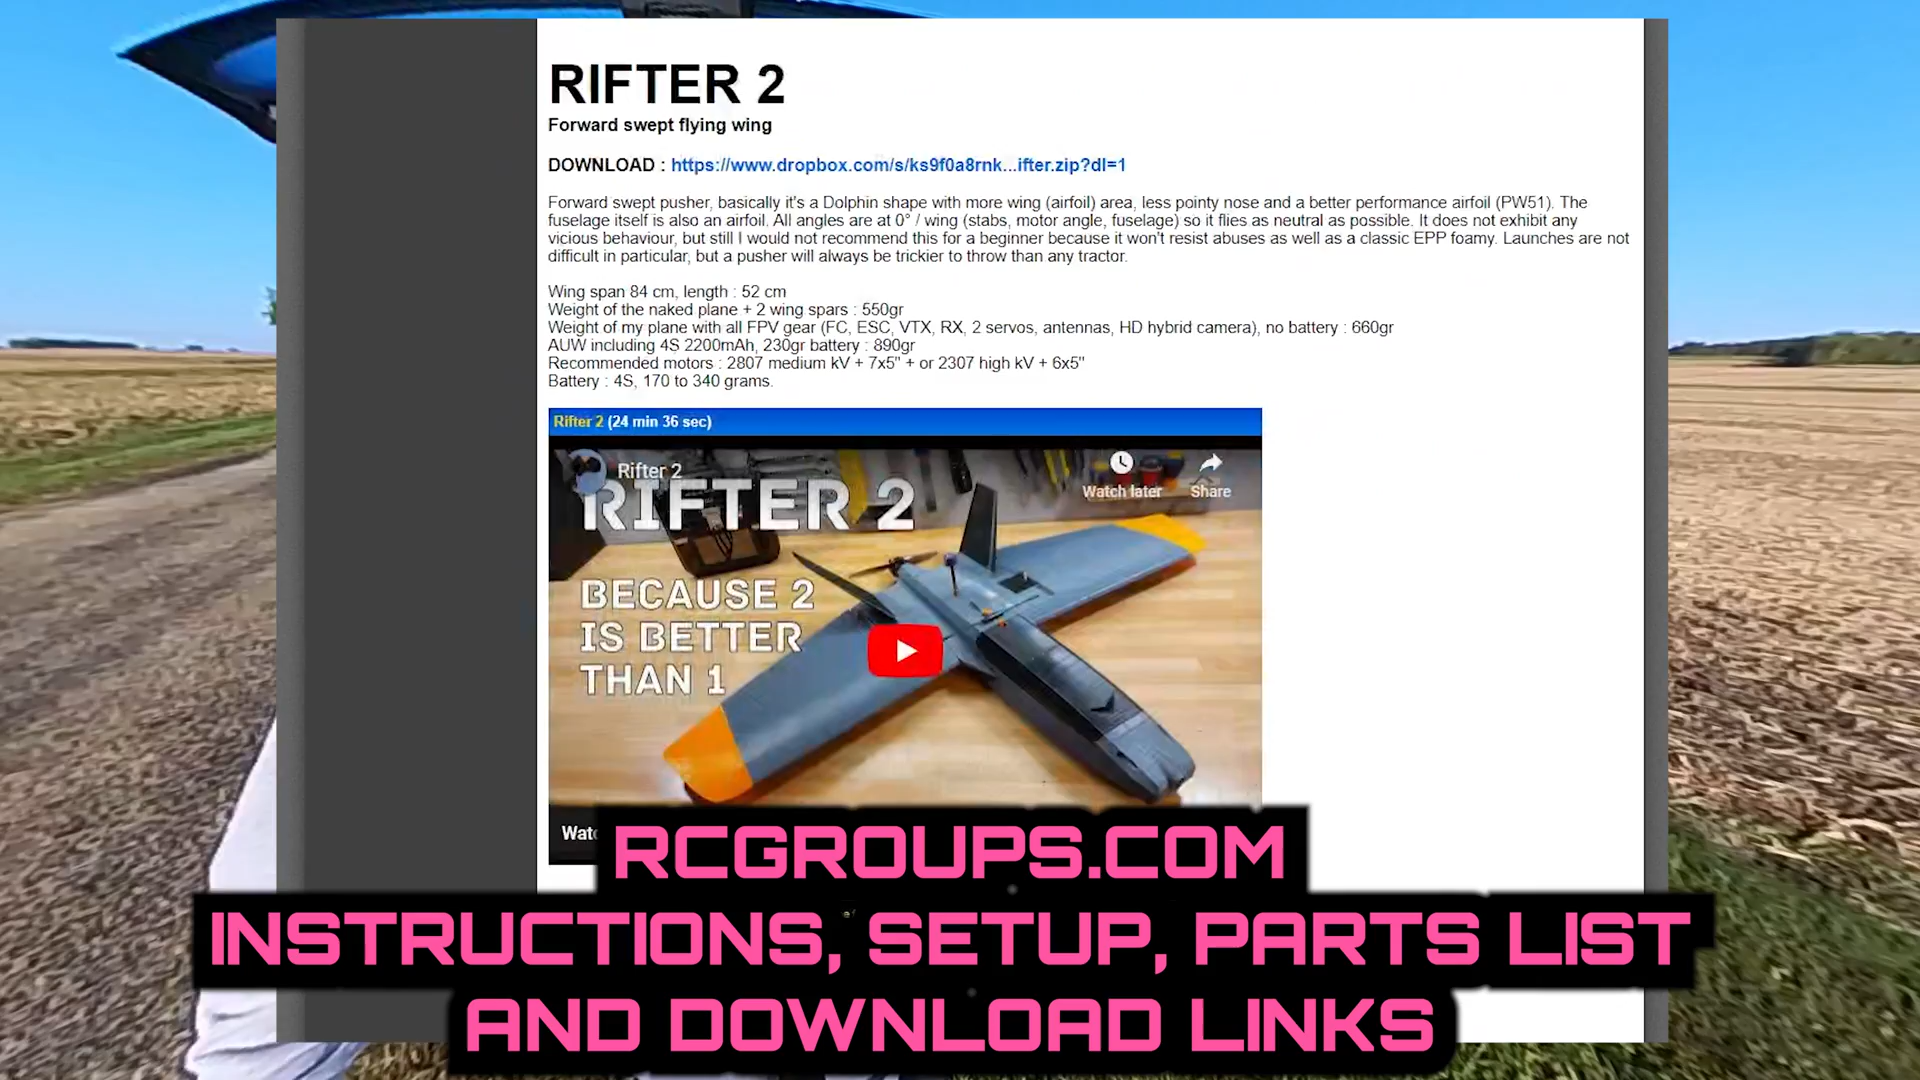 RIFTER 2
Forward swept flying wing
DOWNLOAD : https://www.dropbox.com/s/ks9f0a8rnk...ifter.zip?dl=1
Forward swept pusher, basically it's a Dolphin shape with more wing (airfoil) area, less pointy nose and a better performance airfoil (PW51). The
fuselage itself is also an airfoil. All angles are at 0° / wing (stabs, motor angle, fuselage) so it flies as neutral as possible. It does not exhibit any
vicious behaviour, but still I would not recommend this for a beginner because it won't resist abuses as well as a classic EPP foamy. Launches are not
difficult in particular, but a pusher will always be trickier to throw than any tractor.
Wing span 84 cm, length : 52 cm
Weight of the naked plane + 2 wing spars : 550gr
Weight of my plane with all FPV gear (FC, ESC, VTX, RX, 2 servos, antennas, HD hybrid camera), no battery : 660gr
AUW including 4S 2200mAh, 230gr battery : 890gr
Recommended motors : 2807 medium kV + 7x5" + or 2307 high kV + 6x5"
Battery : 4S, 170 to 340 grams.
Rifter 2 (24 min 36 sec)
Rifter 2
Watch later
Share
RIFTER 2
BECAUSE 2
IS BETTER
THAN 1
RCGROUPS.COM
INSTRUCTIONS, SETUP, PARTS LIST
AND DOWNLOAD LINKS